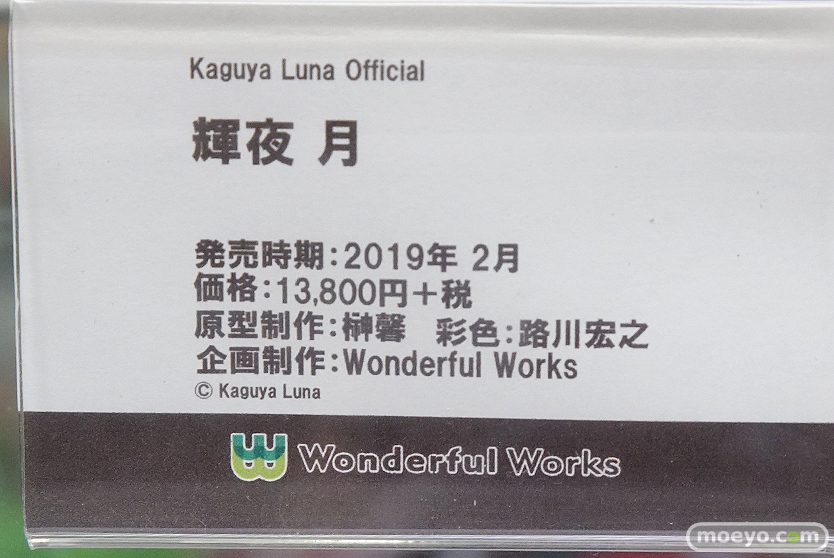 Kaguya Luna Official
輝夜 月
発売時期：2019年 2月
価格：13,800円＋税
原型制作：榊馨　彩色：路川宏之
企画制作：Wonderful Works
© Kaguya Luna
Wonderful Works
moeyo.com